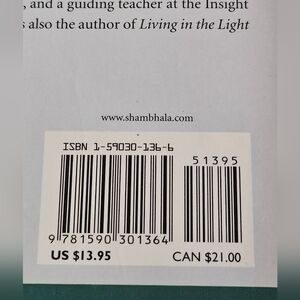 , and a guiding teacher at the Insight
also the author of Living in the Light
www.shambhala.com
ISBN 1-59030-136-6
51395
9 781590 301364
US $13.95 CAN $21.00